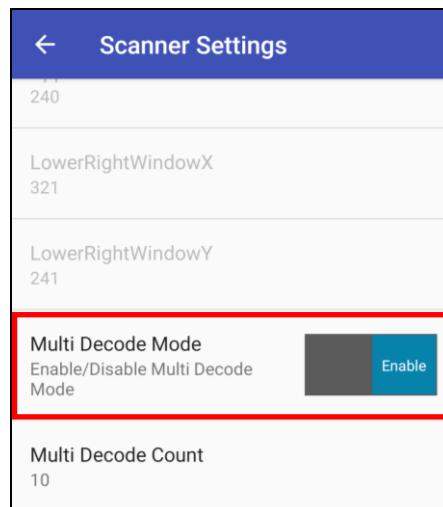 Scanner Settings
240
LowerRightWindowX
321
LowerRightWindowY
241
Multi Decode Mode
Enable/Disable Multi Decode
Mode
Enable
Multi Decode Count
10